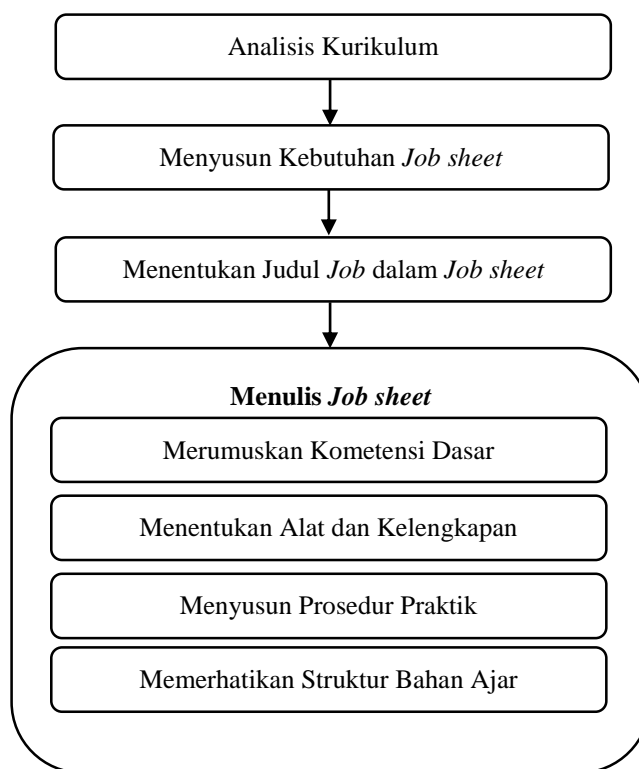 Analisis Kurikulum
Menyusun Kebutuhan Job sheet
Menentukan Judul Job dalam Job sheet
Menulis Job sheet
Merumuskan Kometensi Dasar
Menentukan Alat dan Kelengkapan
Menyusun Prosedur Praktik
Memerhatikan Struktur Bahan Ajar